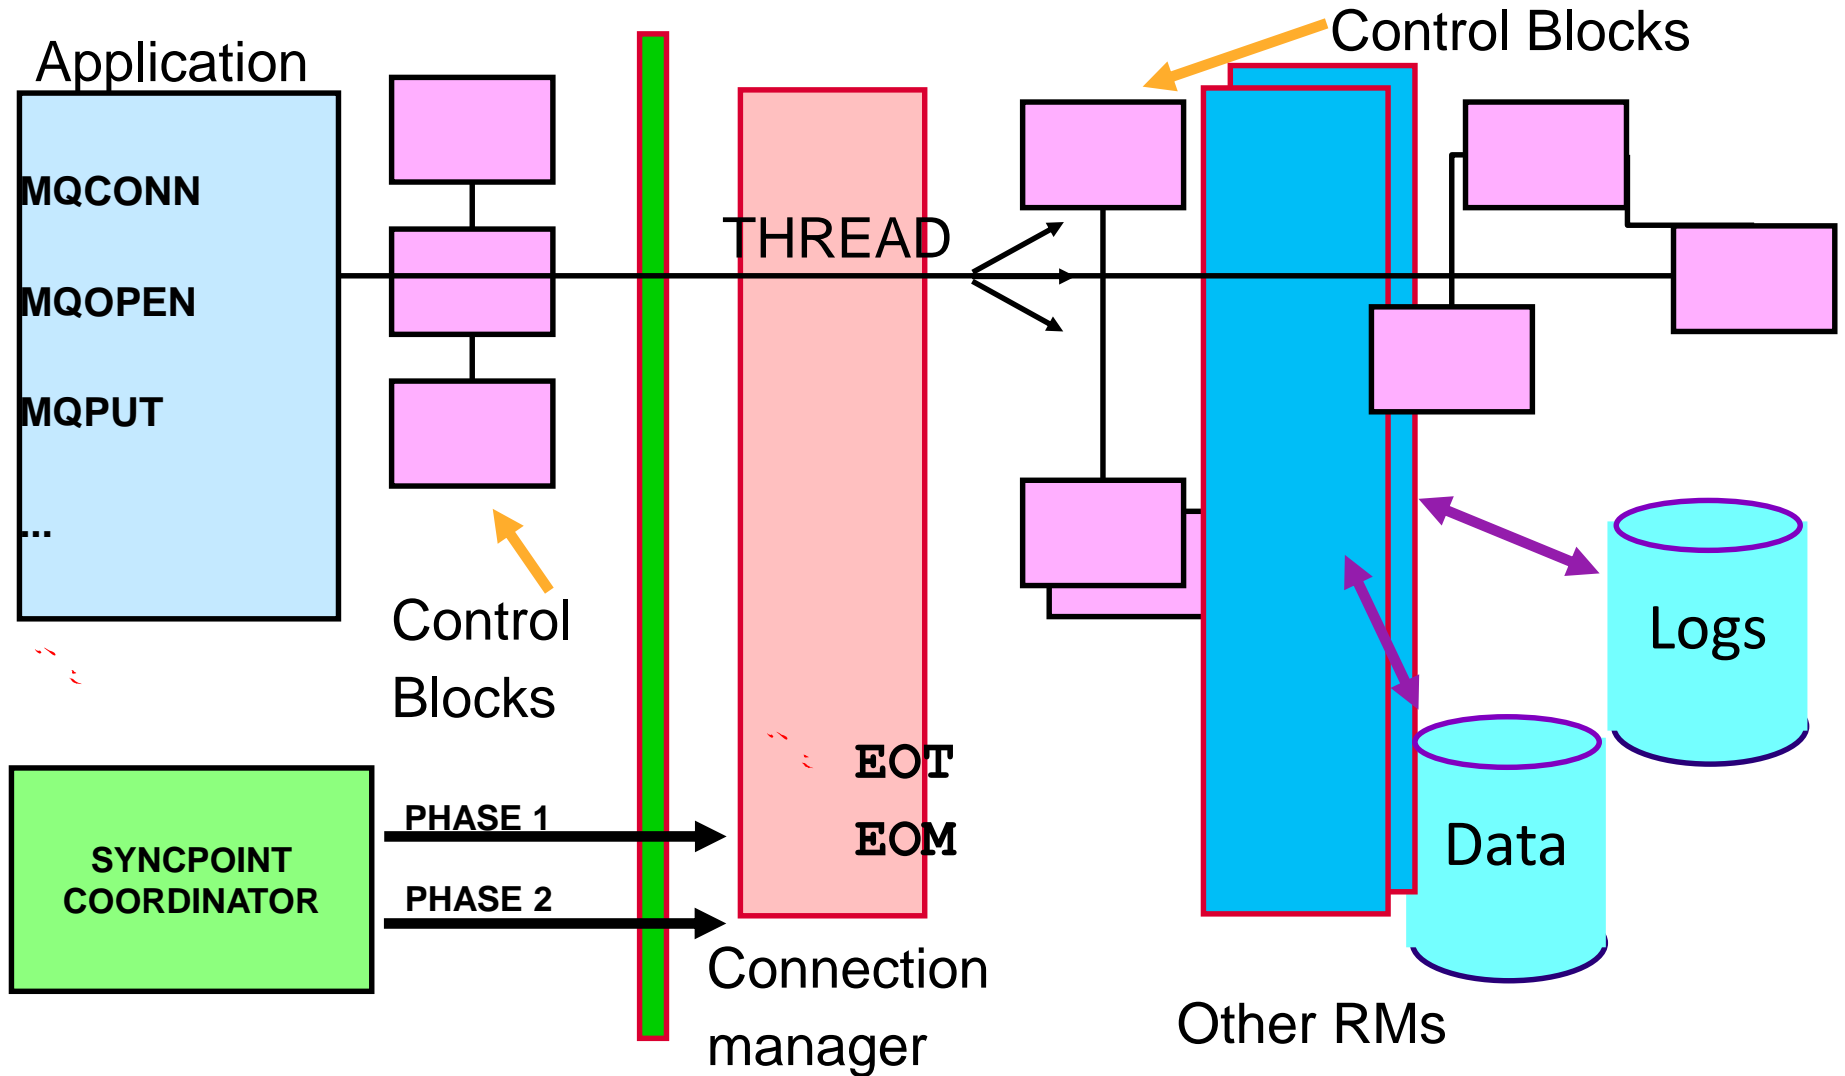 Application
MQCONN
MQOPEN
MQPUT
...
Control
Blocks
SYNCPOINT
COORDINATOR
PHASE 1
PHASE 2
THREAD
EOT
EOM
Connection
manager
Control Blocks
Other RMs
Logs
Data